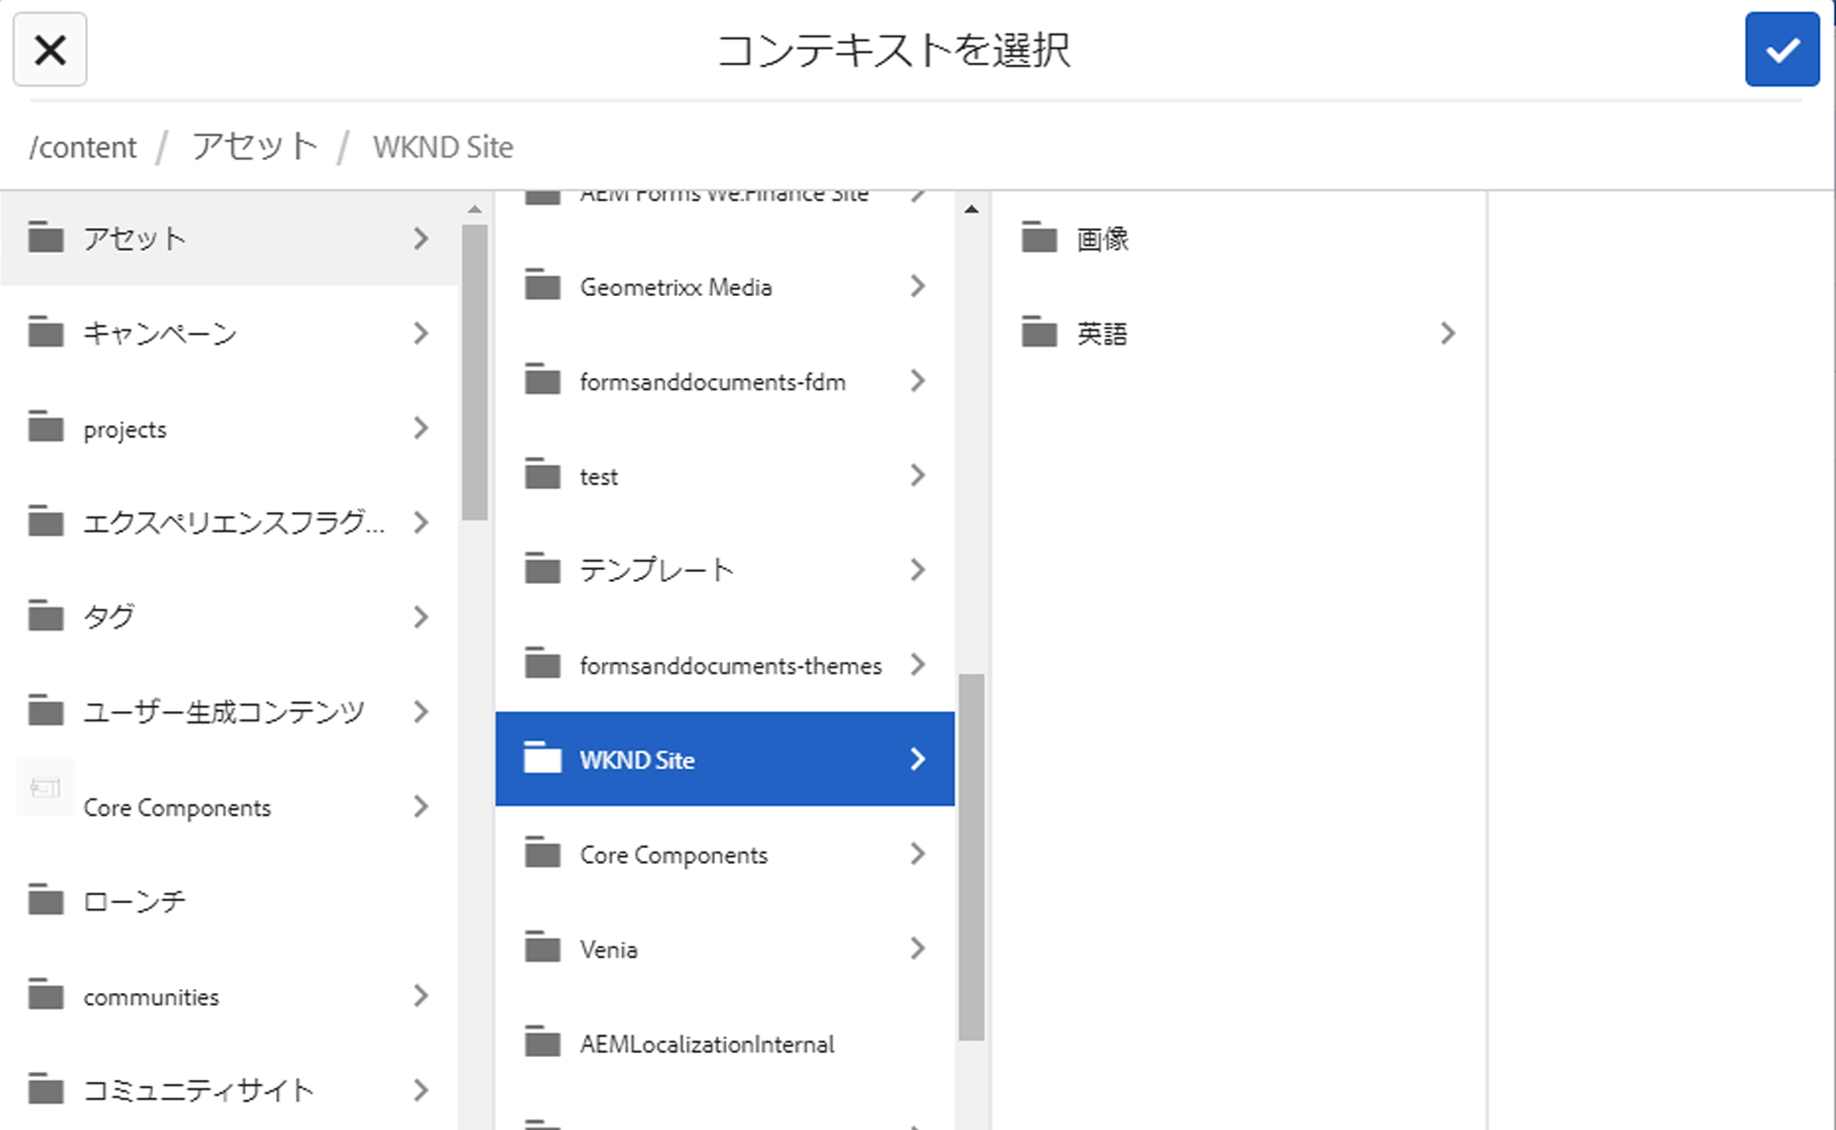 コンテキストを選択
/content / アセット / WKND Site
アセット
キャンペーン
projects
エクスペリエンスフラグ...
タグ
ユーザー生成コンテンツ
Core Components
ローンチ
communities
コミュニティサイト
AEM Forms We.Finance Site
Geometrixx Media
formsanddocuments-fdm
test
テンプレート
formsanddocuments-themes
WKND Site
Core Components
Venia
AEMLocalizationInternal
画像
英語